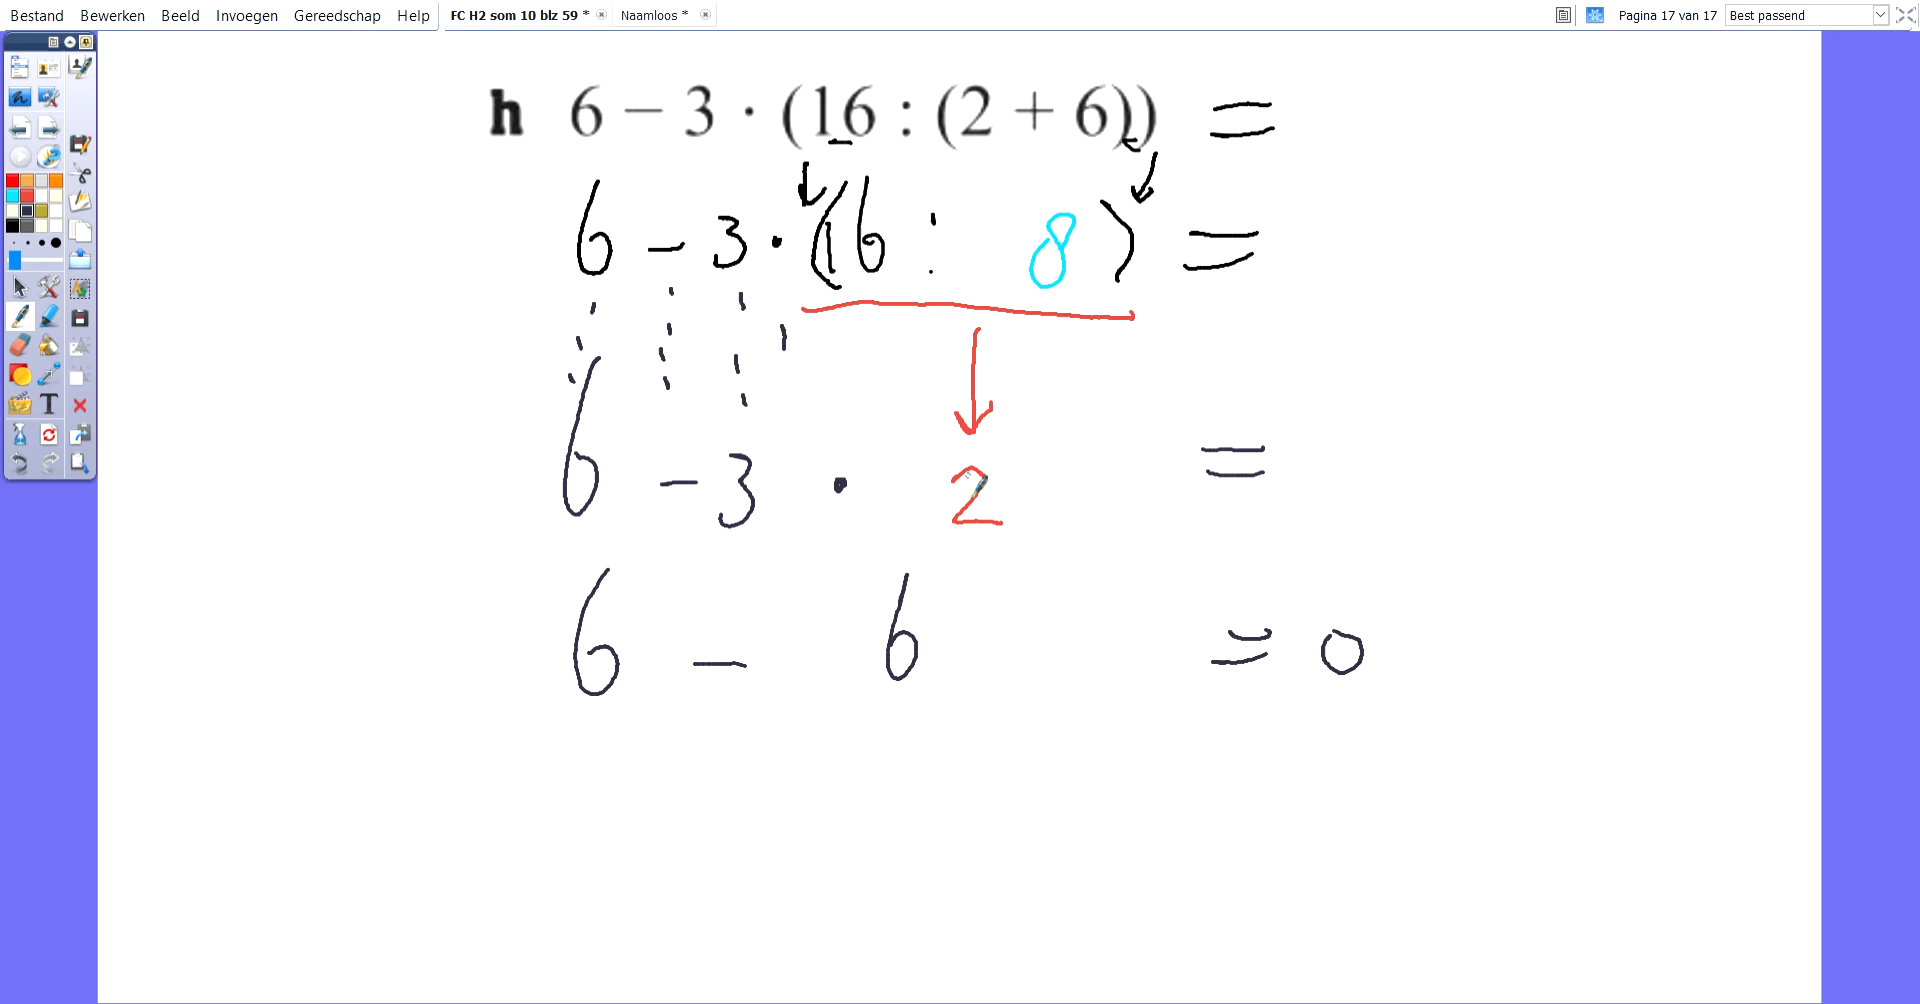 Bestand Bewerken Beeld Invoegen Gereedschap Help FC H2 som 10 blz 59 * Naamloos * Pagina 17 van 17 Best passend
h 6 − 3 · (16 : (2 + 6)) =
6 − 3 · (16 : 8) =
6 − 3 · 2 =
6 − 6 = 0
T